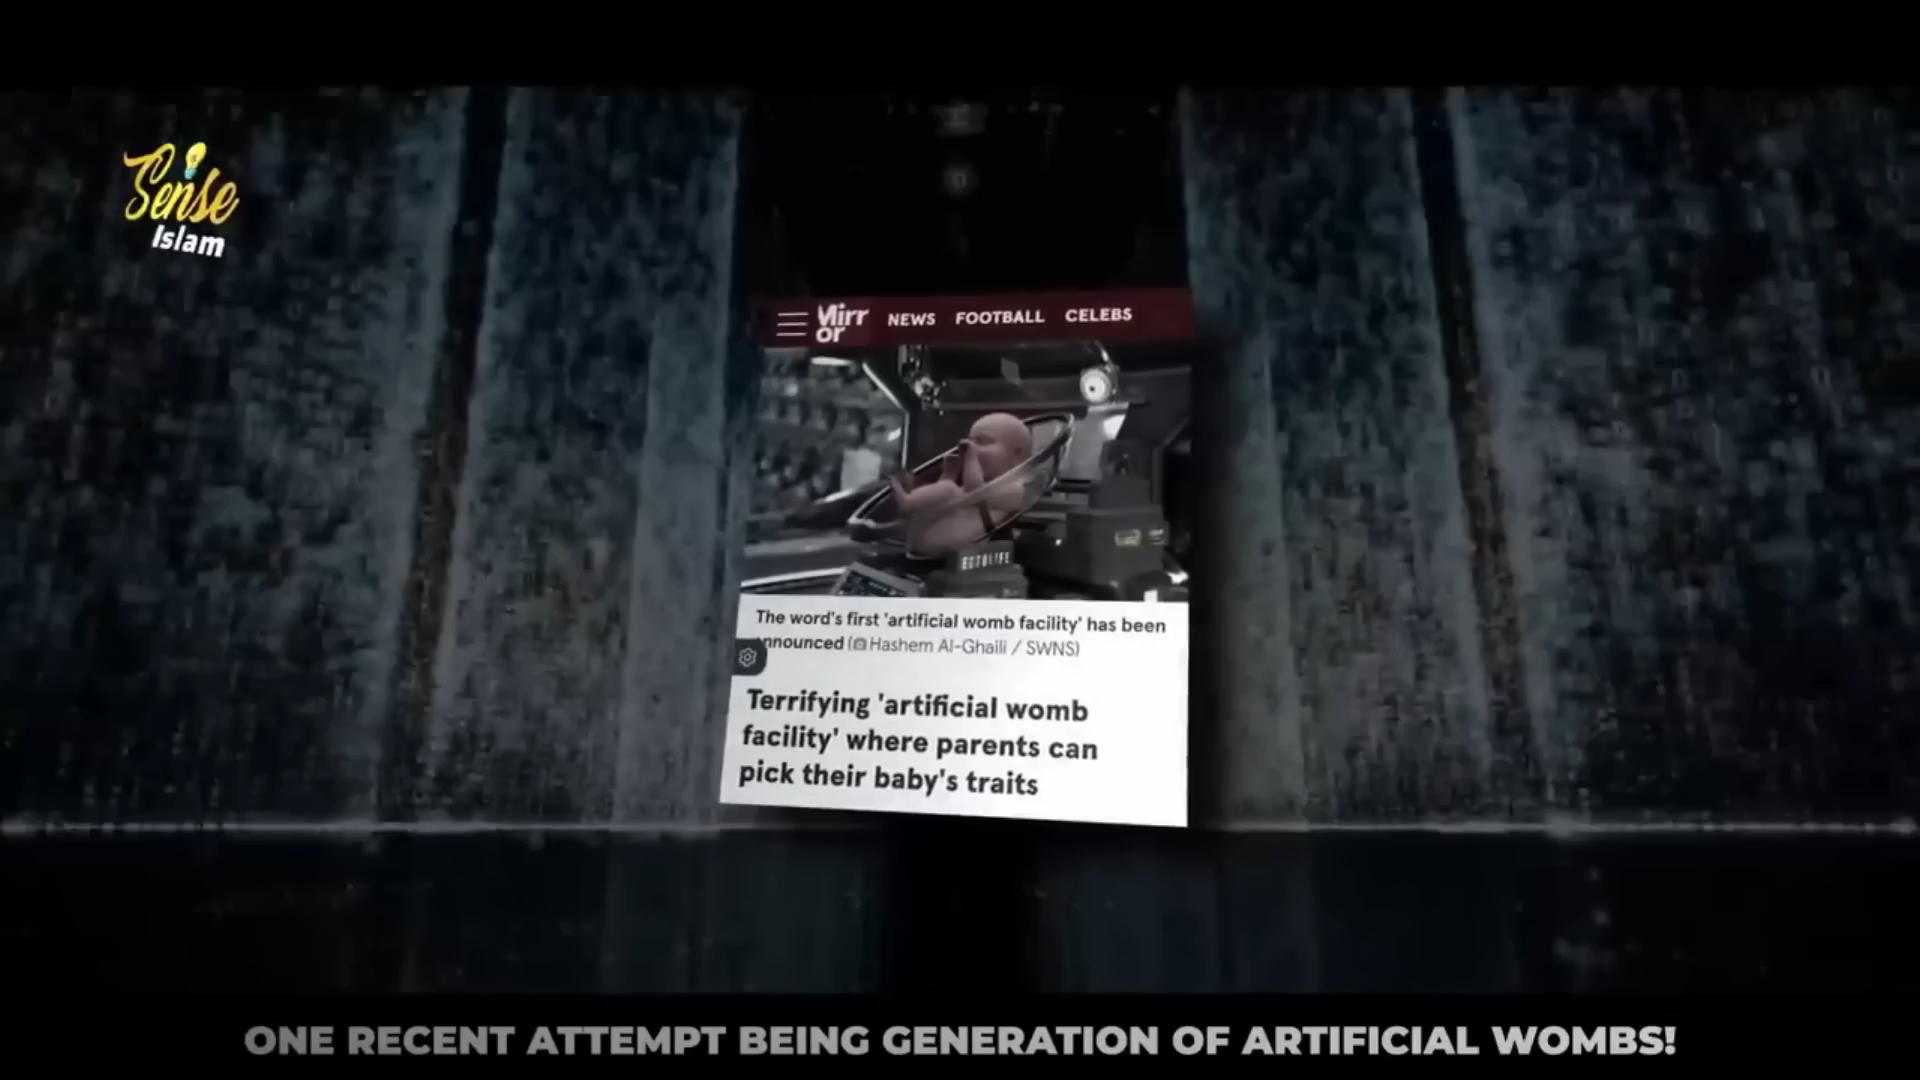 Sense
Islam
Mirr
or
NEWS FOOTBALL CELEBS
ECTOLIFE
The word's first 'artificial womb facility' has been
nnounced (Hashem Al-Ghaili / SWNS)
Terrifying 'artificial womb
facility' where parents can
pick their baby's traits
ONE RECENT ATTEMPT BEING GENERATION OF ARTIFICIAL WOMBS!